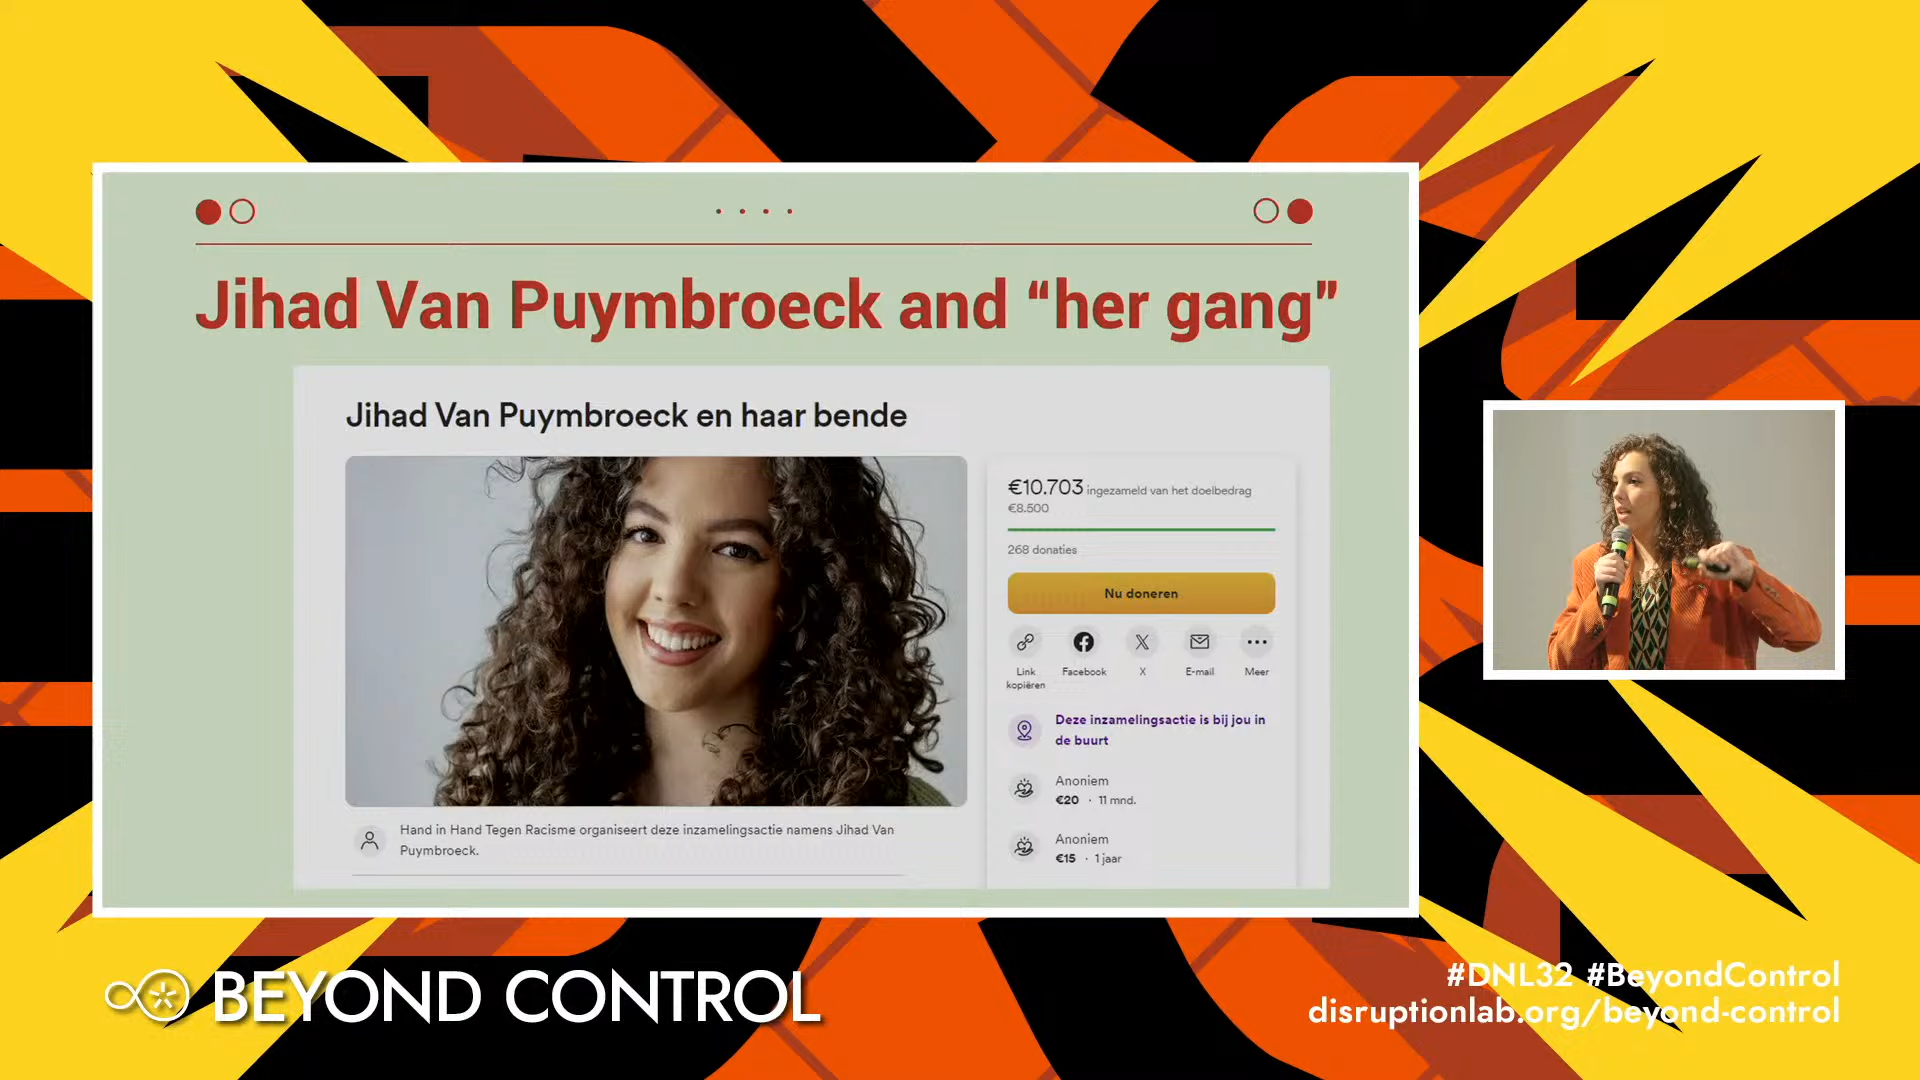 Jihad Van Puymbroeck and “her gang”
Jihad Van Puymbroeck en haar bende
€10.703 ingezameld van het doelbedrag
€8.500
268 donaties
Nu doneren
Link
kopiëren
Facebook
X
E-mail
Meer
Deze inzamelingsactie is bij jou in
de buurt
Anoniem
€20 · 11 mnd.
Anoniem
€15 · 1 jaar
Hand in Hand Tegen Racisme organiseert deze inzamelingsactie namens Jihad Van
Puymbroeck.
BEYOND CONTROL
#DNL32 #BeyondControl
disruptionlab.org/beyond-control